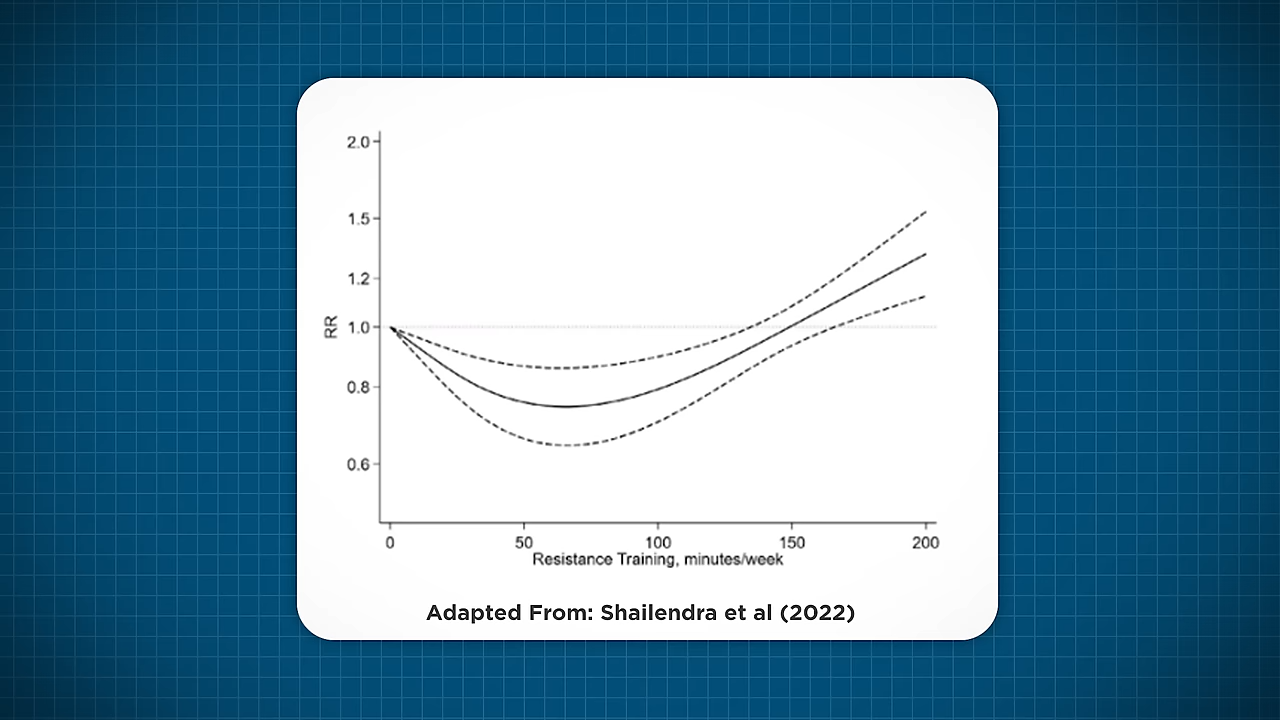 2.0
1.5
1.2
1.0
0.8
0.6
RR
0 50 100 150 200
Resistance Training, minutes/week
Adapted From: Shailendra et al (2022)